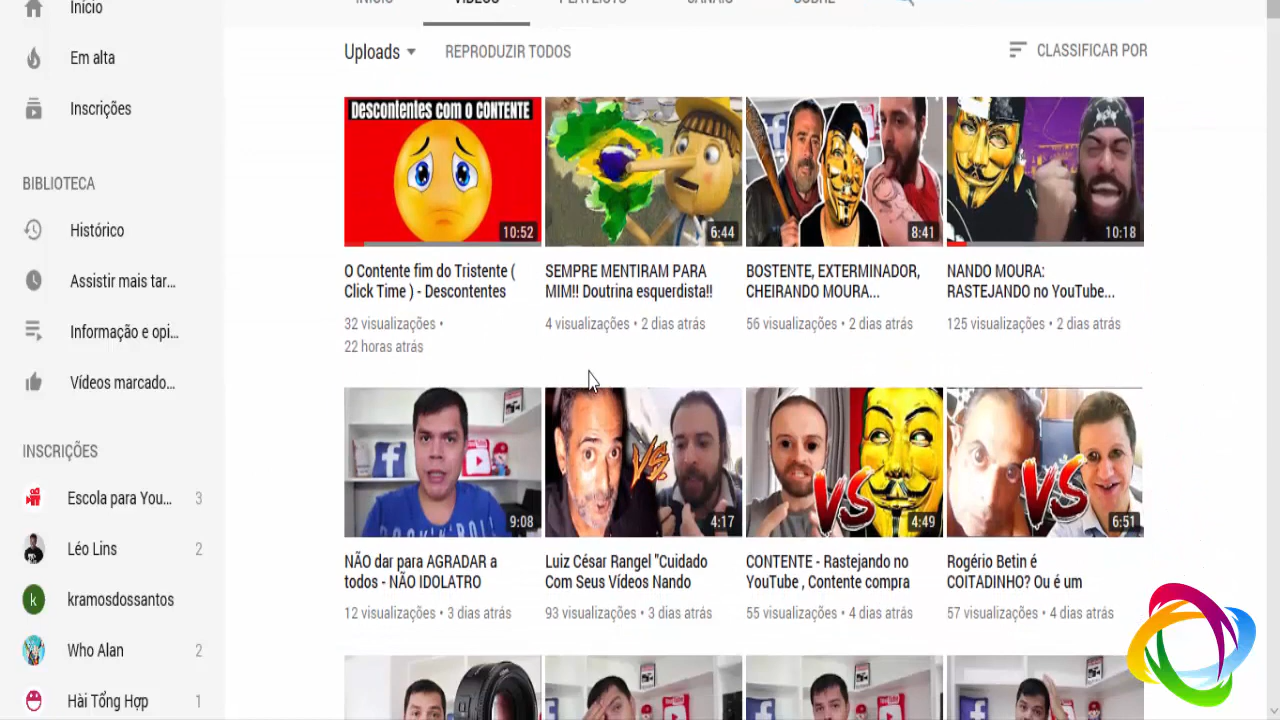 Início
VÍDEOS
PLAYLISTS
CANAIS
SOBRE
Em alta
Inscrições
BIBLIOTECA
Histórico
Assistir mais tar...
Informação e opi...
Vídeos marcado...
INSCRIÇÕES
Escola para You... 3
Léo Lins 2
kramosdossantos
Who Alan 2
Hài Tổng Hợp 1
Uploads REPRODUZIR TODOS CLASSIFICAR POR
Descontentes com o CONTENTE
10:52
6:44
8:41
10:18
O Contente fim do Tristente (
Click Time ) - Descontentes
32 visualizações •
22 horas atrás
SEMPRE MENTIRAM PARA
MIM!! Doutrina esquerdista!!
4 visualizações • 2 dias atrás
BOSTENTE, EXTERMINADOR,
CHEIRANDO MOURA...
56 visualizações • 2 dias atrás
NANDO MOURA:
RASTEJANDO no YouTube...
125 visualizações • 2 dias atrás
ROCK'N'ROLL
9:08
VS.
4:17
VS
4:49
VS
6:51
NÃO dar para AGRADAR a
todos - NÃO IDOLATRO
12 visualizações • 3 dias atrás
Luiz César Rangel "Cuidado
Com Seus Vídeos Nando
93 visualizações • 3 dias atrás
CONTENTE - Rastejando no
YouTube , Contente compra
55 visualizações • 4 dias atrás
Rogério Betin é
COITADINHO? Ou é um
57 visualizações • 4 dias atrás